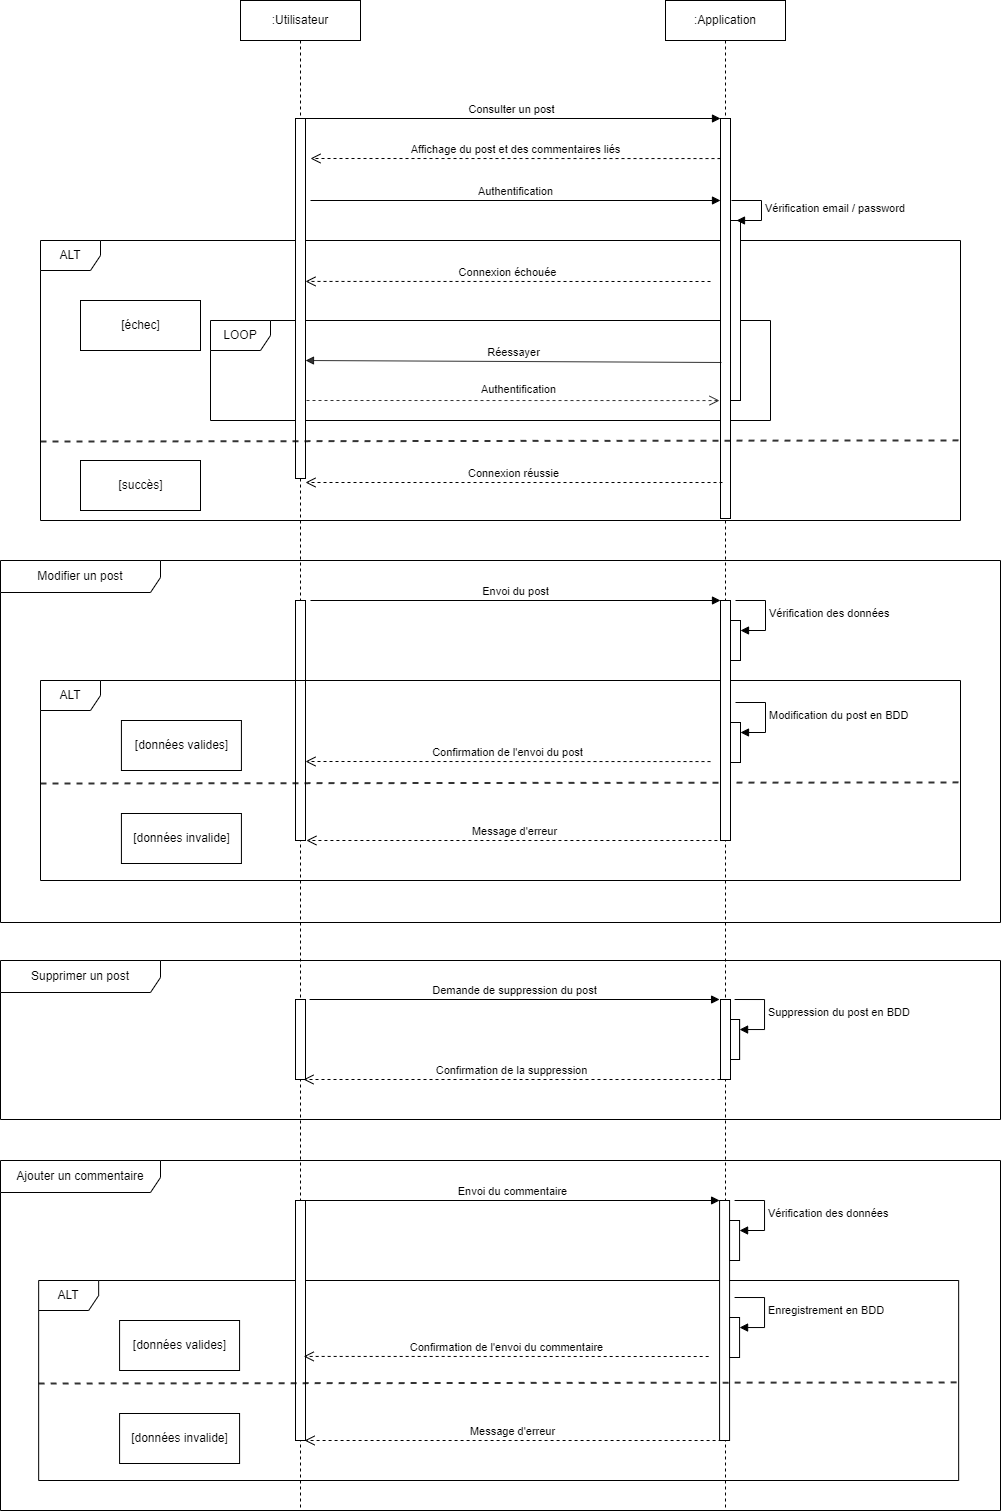 :Utilisateur
:Application
Consulter un post
Affichage du post et des commentaires liés
Authentification
Vérification email / password
ALT
Connexion échouée
[échec]
LOOP
Réessayer
Authentification
Connexion réussie
[succès]
Modifier un post
Envoi du post
Vérification des données
ALT
Modification du post en BDD
[données valides]
Confirmation de l'envoi du post
Message d'erreur
[données invalide]
Supprimer un post
Demande de suppression du post
Suppression du post en BDD
Confirmation de la suppression
Ajouter un commentaire
Envoi du commentaire
Vérification des données
ALT
Enregistrement en BDD
[données valides]
Confirmation de l'envoi du commentaire
Message d'erreur
[données invalide]